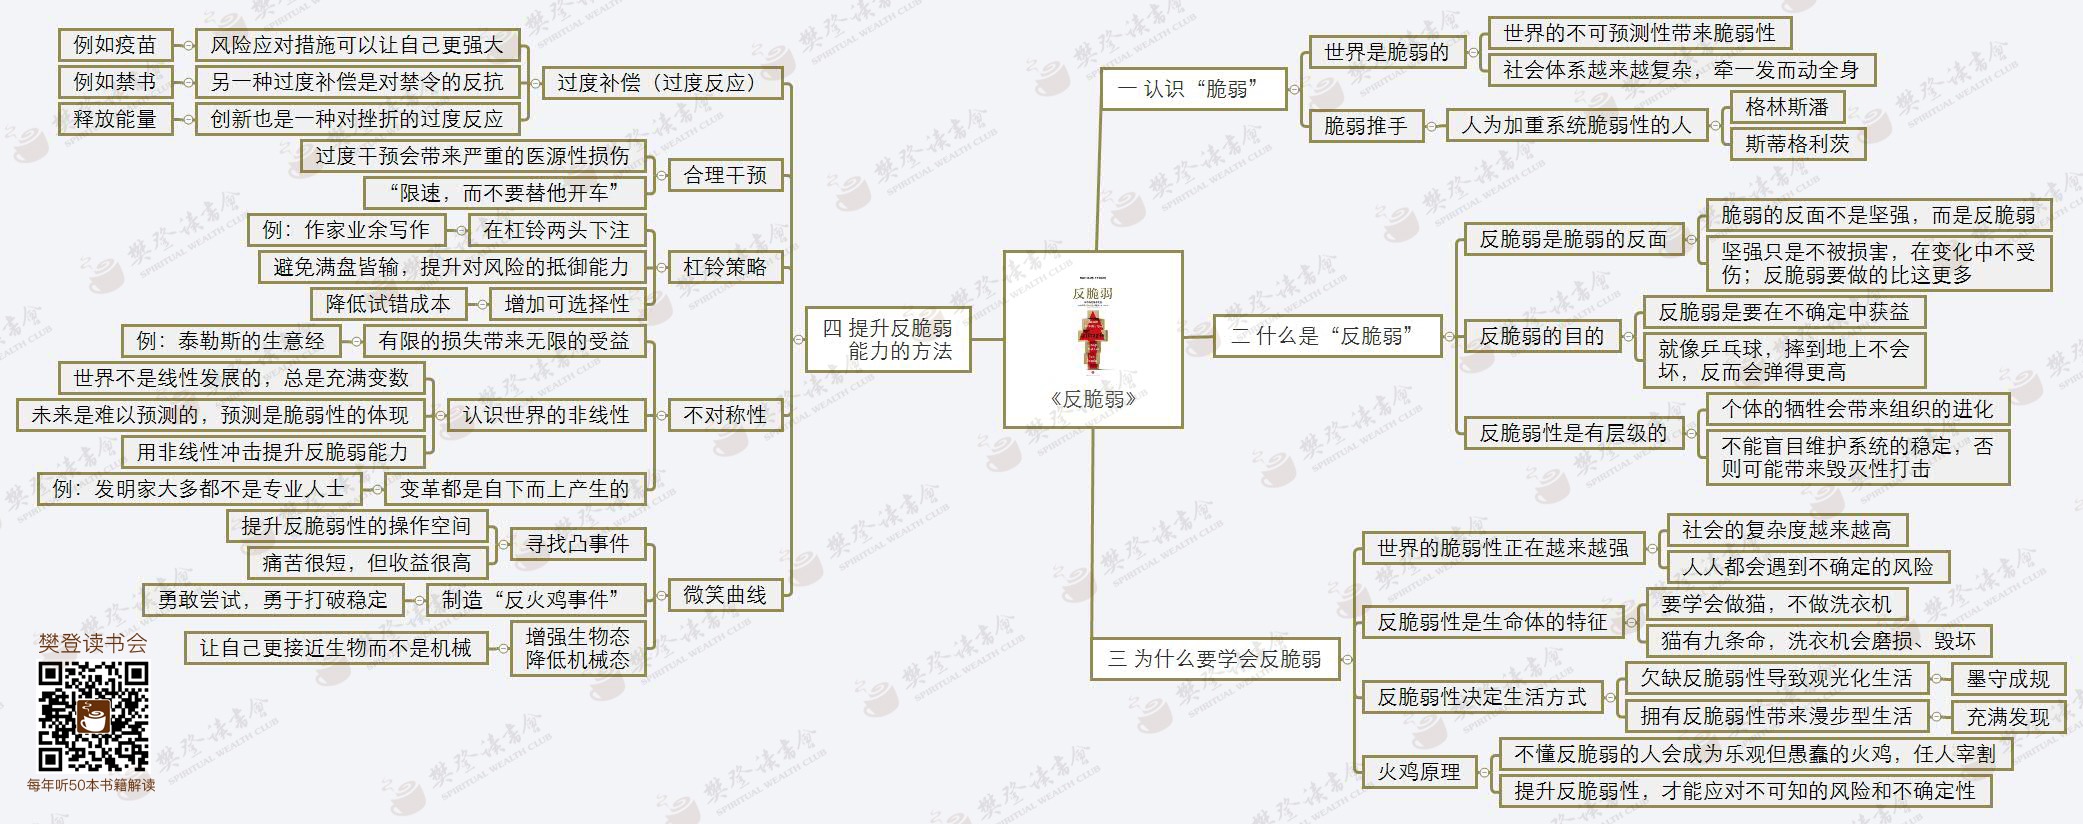 《反脆弱》
反脆弱
一 认识“脆弱”
世界是脆弱的
世界的不可预测性带来脆弱性
社会体系越来越复杂，牵一发而动全身
脆弱推手
人为加重系统脆弱性的人
格林斯潘
斯蒂格利茨
二 什么是“反脆弱”
反脆弱是脆弱的反面
脆弱的反面不是坚强，而是反脆弱
坚强只是不被损害，在变化中不受
伤；反脆弱要做的比这更多
反脆弱的目的
反脆弱是要在不确定中获益
就像乒乓球，摔到地上不会
坏，反而会弹得更高
反脆弱性是有层级的
个体的牺牲会带来组织的进化
不能盲目维护系统的稳定，否
则可能带来毁灭性打击
三 为什么要学会反脆弱
世界的脆弱性正在越来越强
社会的复杂度越来越高
人人都会遇到不确定的风险
反脆弱性是生命体的特征
要学会做猫，不做洗衣机
猫有九条命，洗衣机会磨损、毁坏
反脆弱性决定生活方式
欠缺反脆弱性导致观光化生活
墨守成规
拥有反脆弱性带来漫步型生活
充满发现
火鸡原理
不懂反脆弱的人会成为乐观但愚蠢的火鸡，任人宰割
提升反脆弱性，才能应对不可知的风险和不确定性
四 提升反脆弱
能力的方法
过度补偿（过度反应）
风险应对措施可以让自己更强大
例如疫苗
另一种过度补偿是对禁令的反抗
例如禁书
创新也是一种对挫折的过度反应
释放能量
合理干预
过度干预会带来严重的医源性损伤
“限速，而不要替他开车”
杠铃策略
在杠铃两头下注
例：作家业余写作
避免满盘皆输，提升对风险的抵御能力
增加可选择性
降低试错成本
不对称性
有限的损失带来无限的受益
例：泰勒斯的生意经
认识世界的非线性
世界不是线性发展的，总是充满变数
未来是难以预测的，预测是脆弱性的体现
用非线性冲击提升反脆弱能力
变革都是自下而上产生的
例：发明家大多都不是专业人士
微笑曲线
寻找凸事件
提升反脆弱性的操作空间
痛苦很短，但收益很高
制造“反火鸡事件”
勇敢尝试，勇于打破稳定
增强生物态
降低机械态
让自己更接近生物而不是机械
樊登读书会
每年听50本书籍解读
樊登读书会
SPIRITUAL WEALTH CLUB